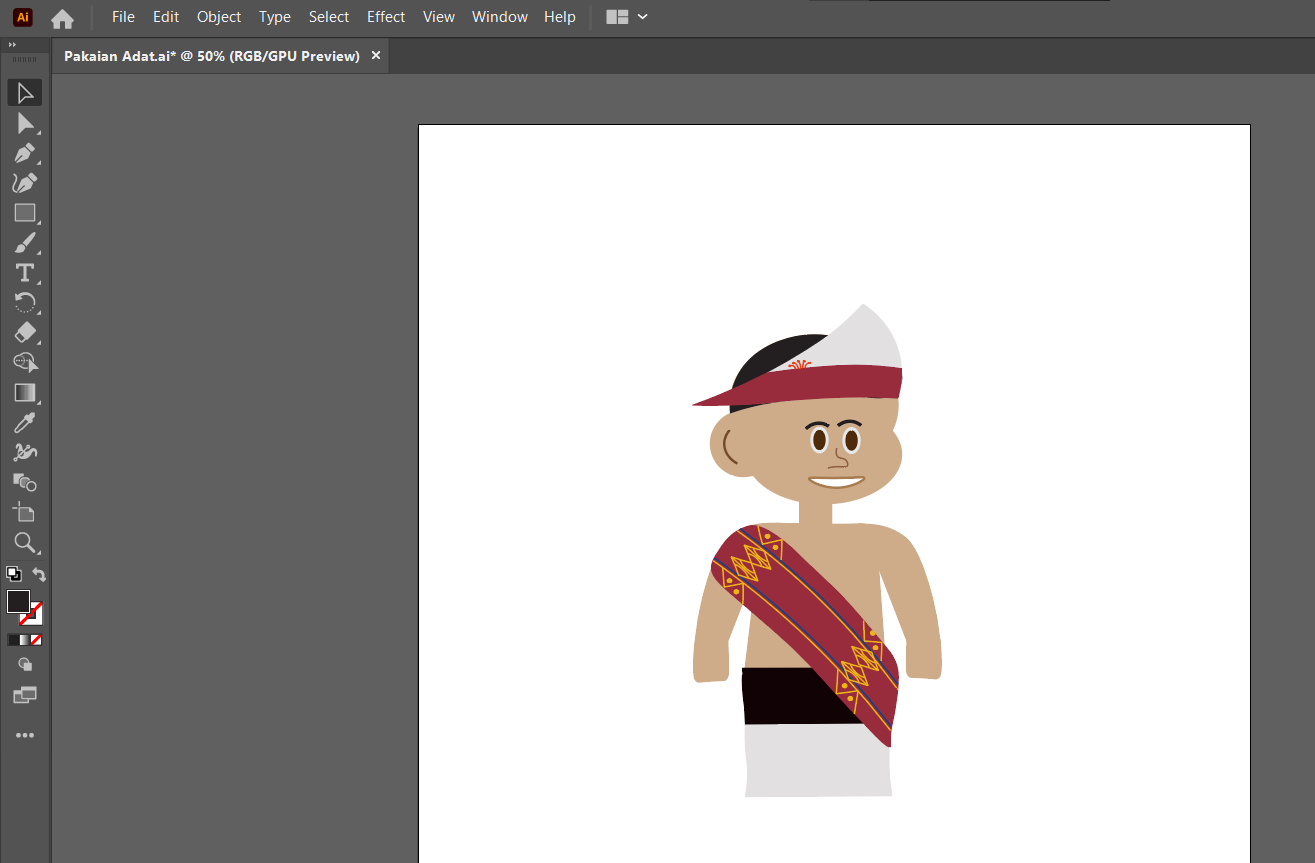 Ai File Edit Object Type Select Effect View Window Help
Pakaian Adat.ai* @ 50% (RGB/GPU Preview) ×